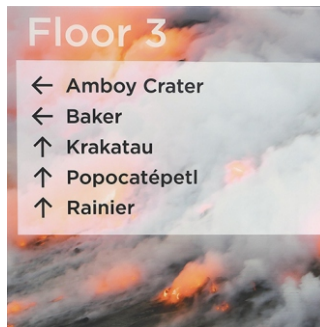 Floor 3
← Amboy Crater
← Baker
↑ Krakatau
↑ Popocatépetl
↑ Rainier